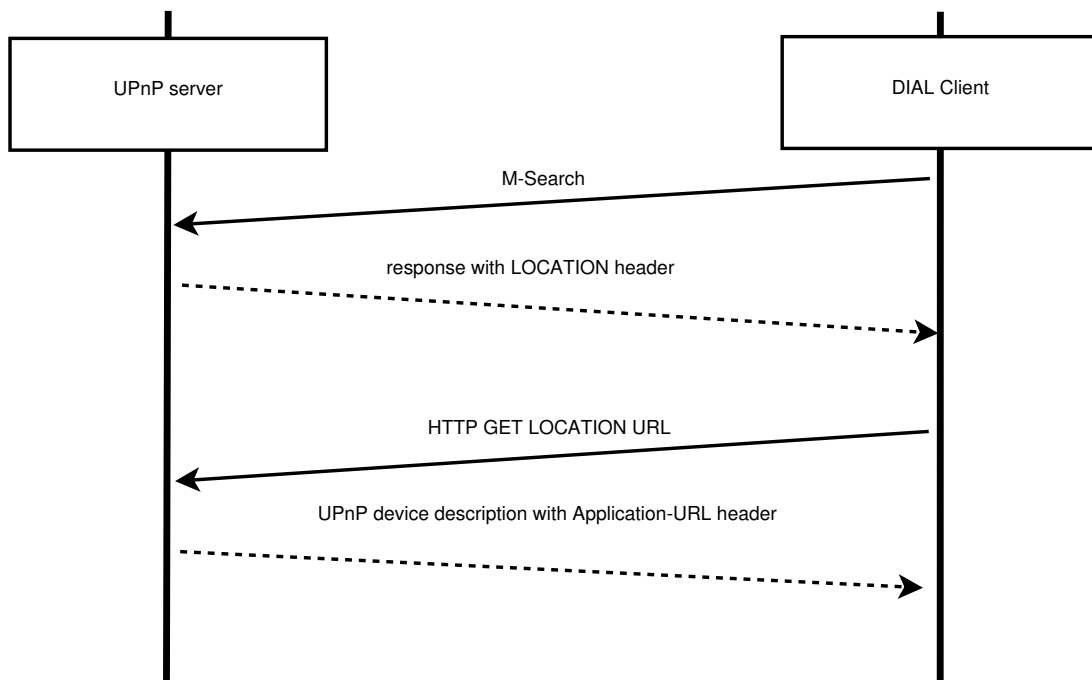 UPnP server
DIAL Client
M-Search
response with LOCATION header
HTTP GET LOCATION URL
UPnP device description with Application-URL header